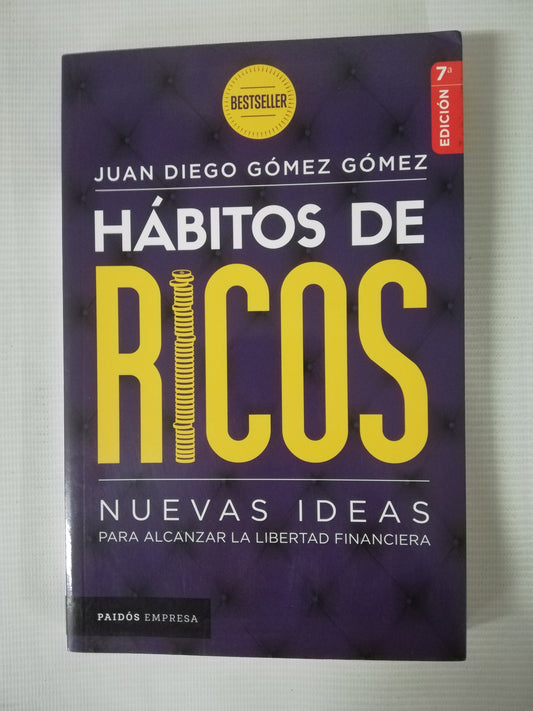 BESTSELLER
7ª
EDICIÓN
JUAN DIEGO GÓMEZ GÓMEZ
HÁBITOS DE
RICOS
NUEVAS IDEAS
PARA ALCANZAR LA LIBERTAD FINANCIERA
PAIDÓS EMPRESA